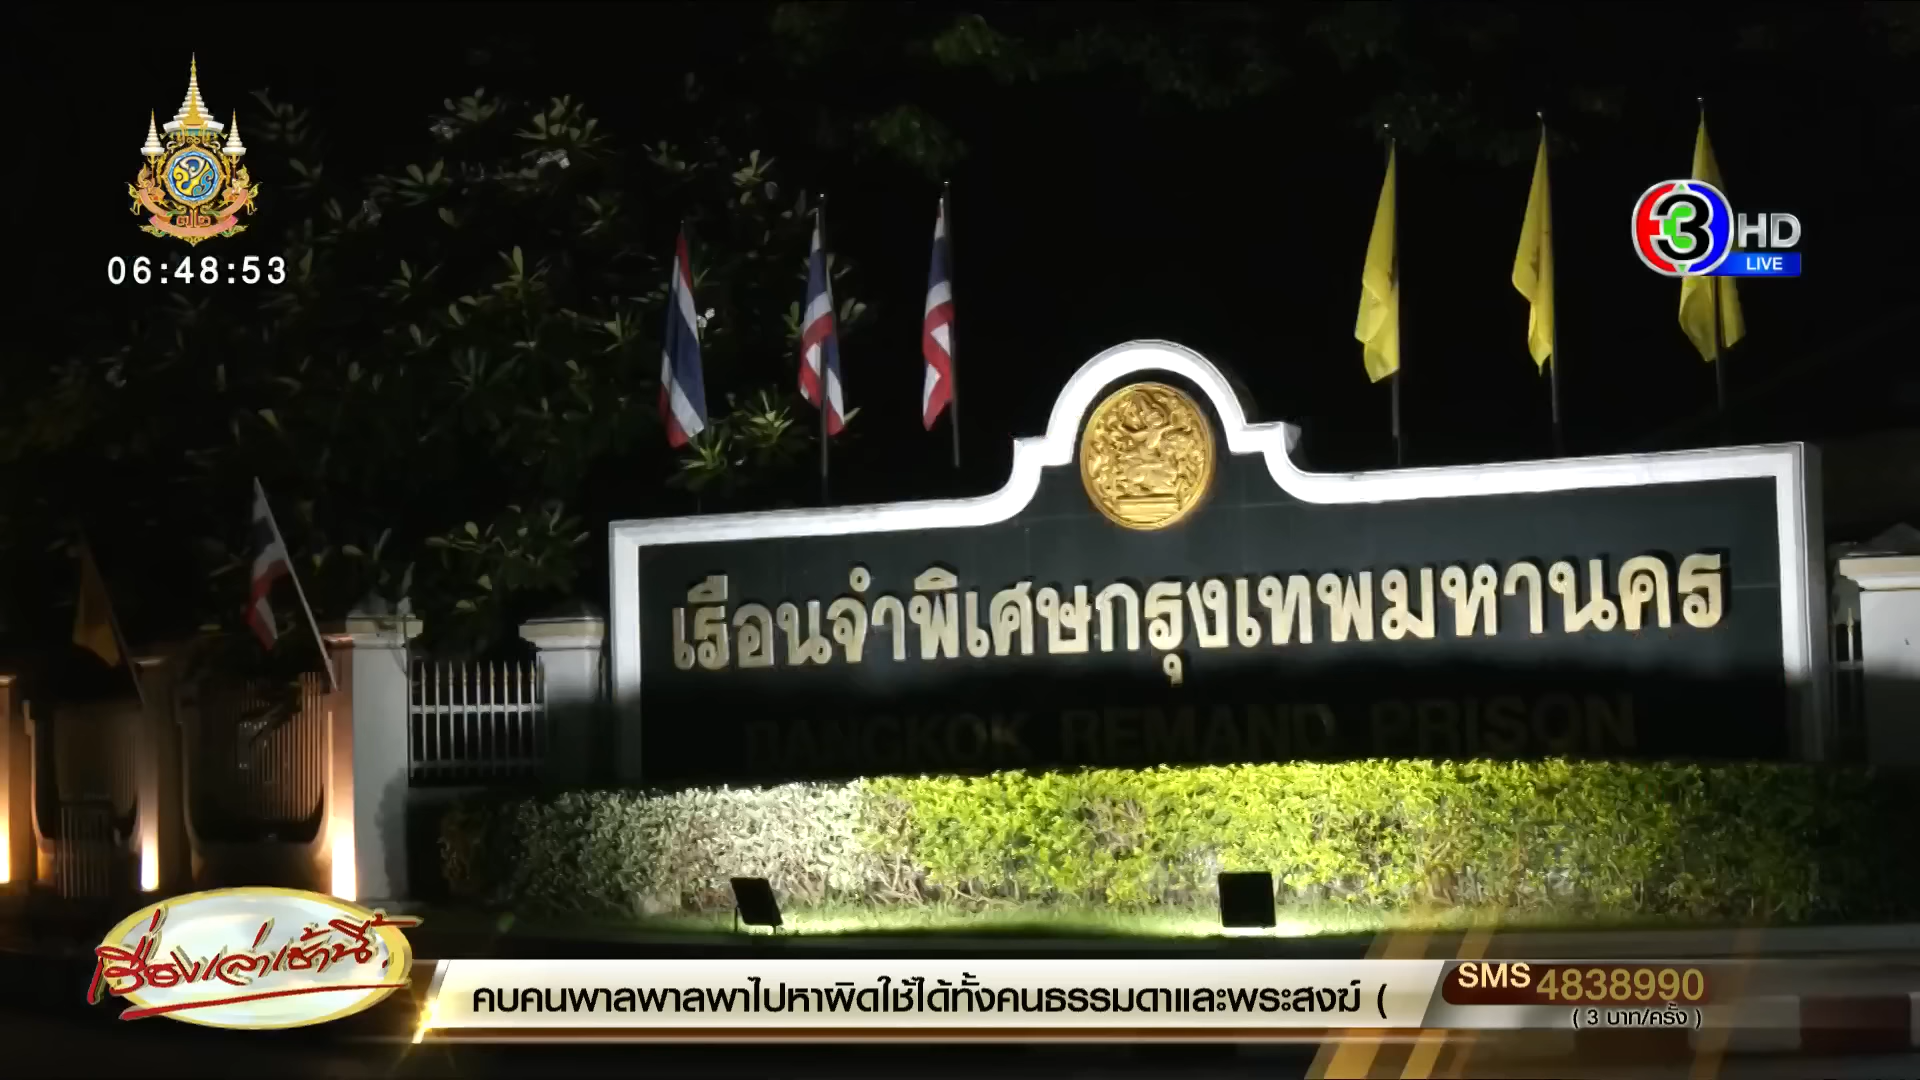 06:48:53
3 HD
LIVE
เรือนจำพิเศษกรุงเทพมหานคร
BANGKOK REMAND PRISON
เรื่องเล่าเช้านี้
คบคนพาลพาลพาไปหาผิดใช้ได้ทั้งคนธรรมดาและพระสงฆ์ (
SMS 4838990
( 3 บาท/ครั้ง )